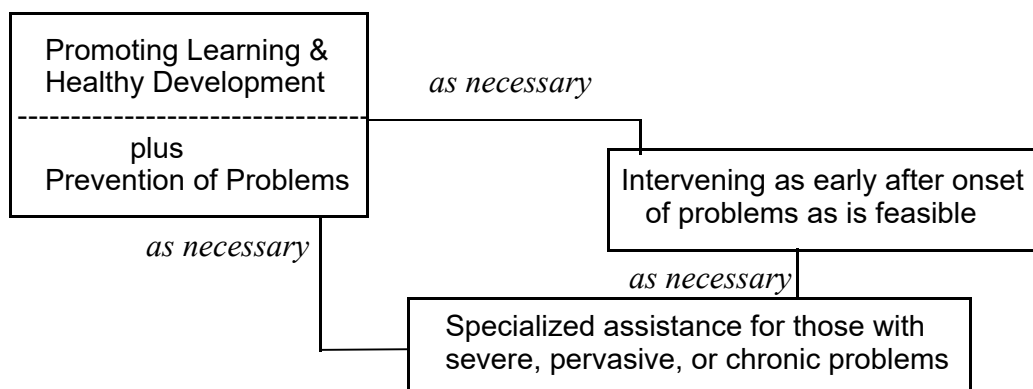 Promoting Learning &
Healthy Development
as necessary
plus
Prevention of Problems
Intervening as early after onset
of problems as is feasible
as necessary
as necessary
Specialized assistance for those with
severe, pervasive, or chronic problems